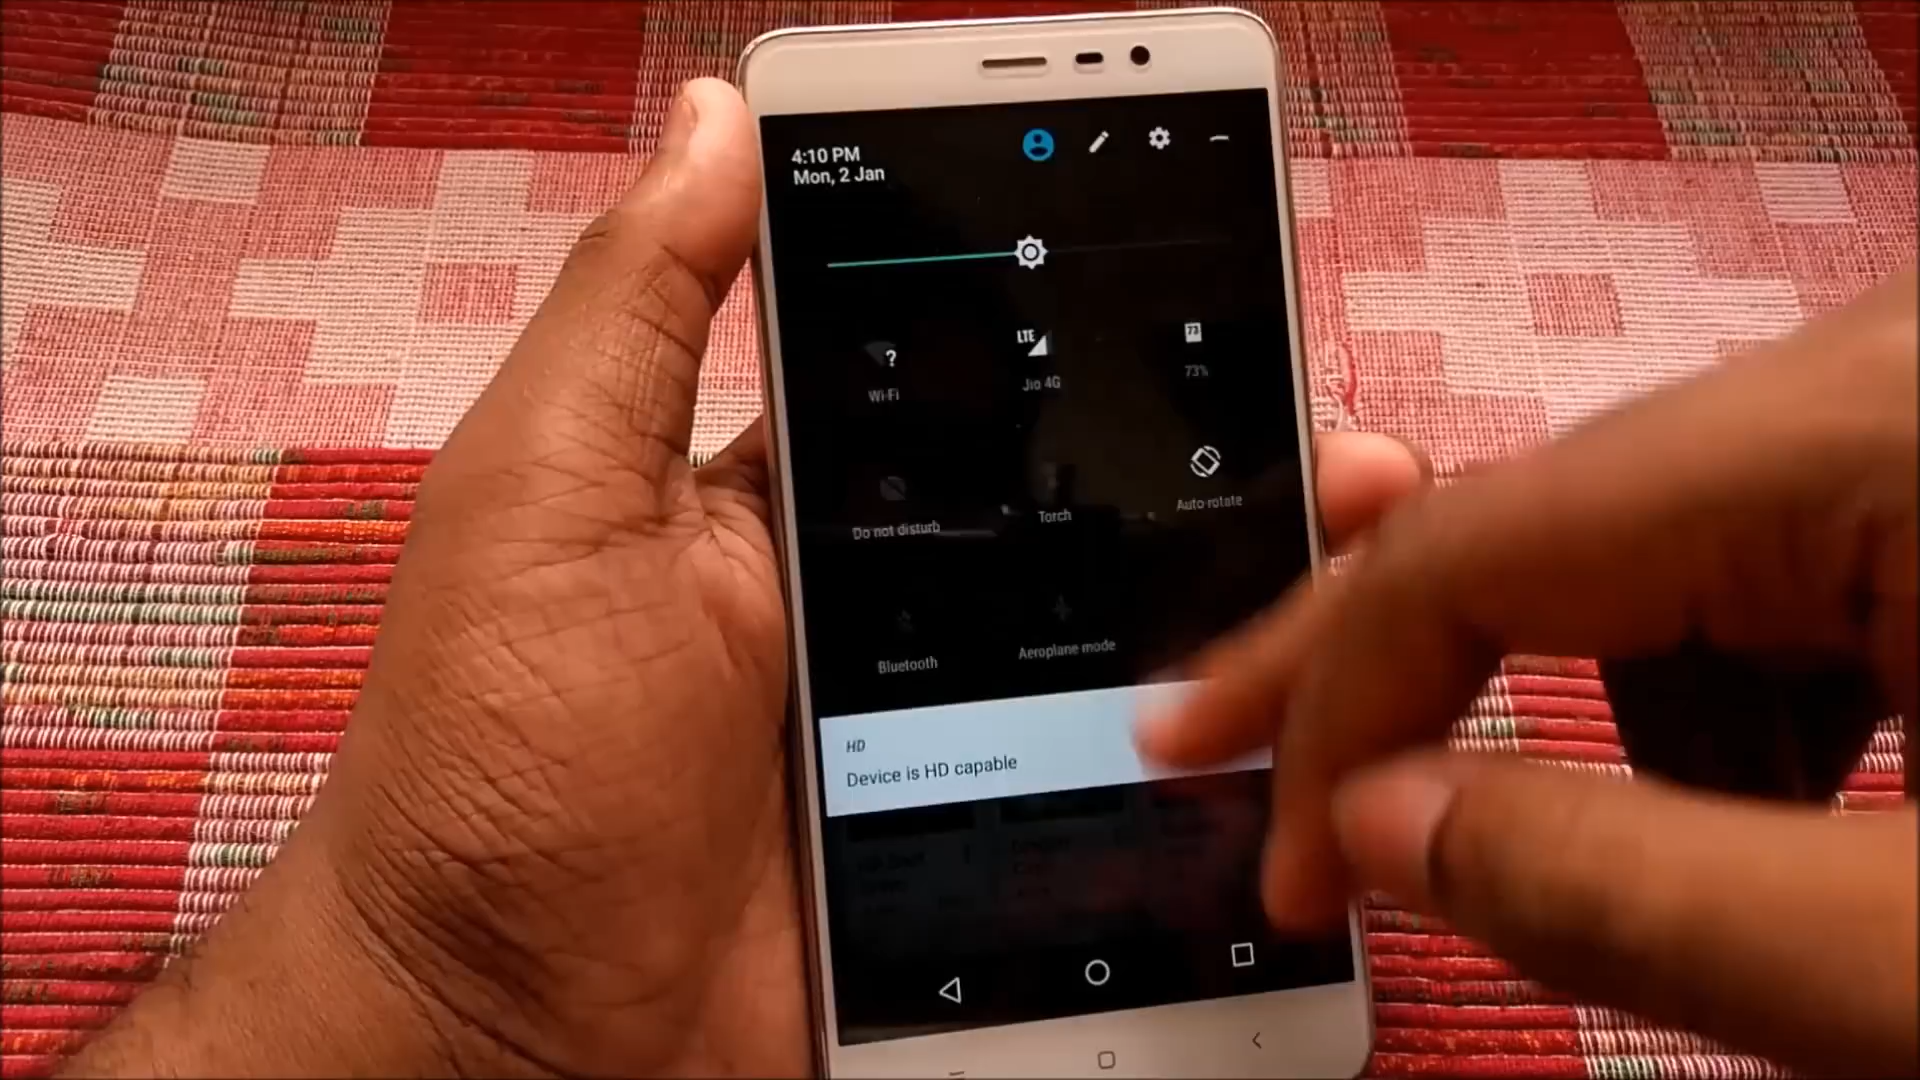 4:10 PM
Mon, 2 Jan
?
LTE
73
Wi-Fi
Jio 4G
73%
Do not disturb
Torch
Auto-rotate
Bluetooth
Aeroplane mode
HD
Device is HD capable